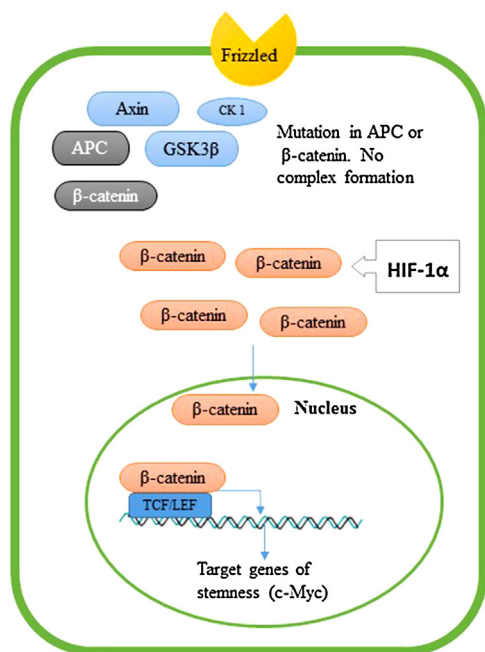 Frizzled
Axin
CK 1
APC
GSK3β
Mutation in APC or
β-catenin. No
complex formation
β-catenin
β-catenin
β-catenin
HIF-1α
β-catenin
β-catenin
β-catenin
Nucleus
β-catenin
TCF/LEF
Target genes of
stemness (c-Myc)